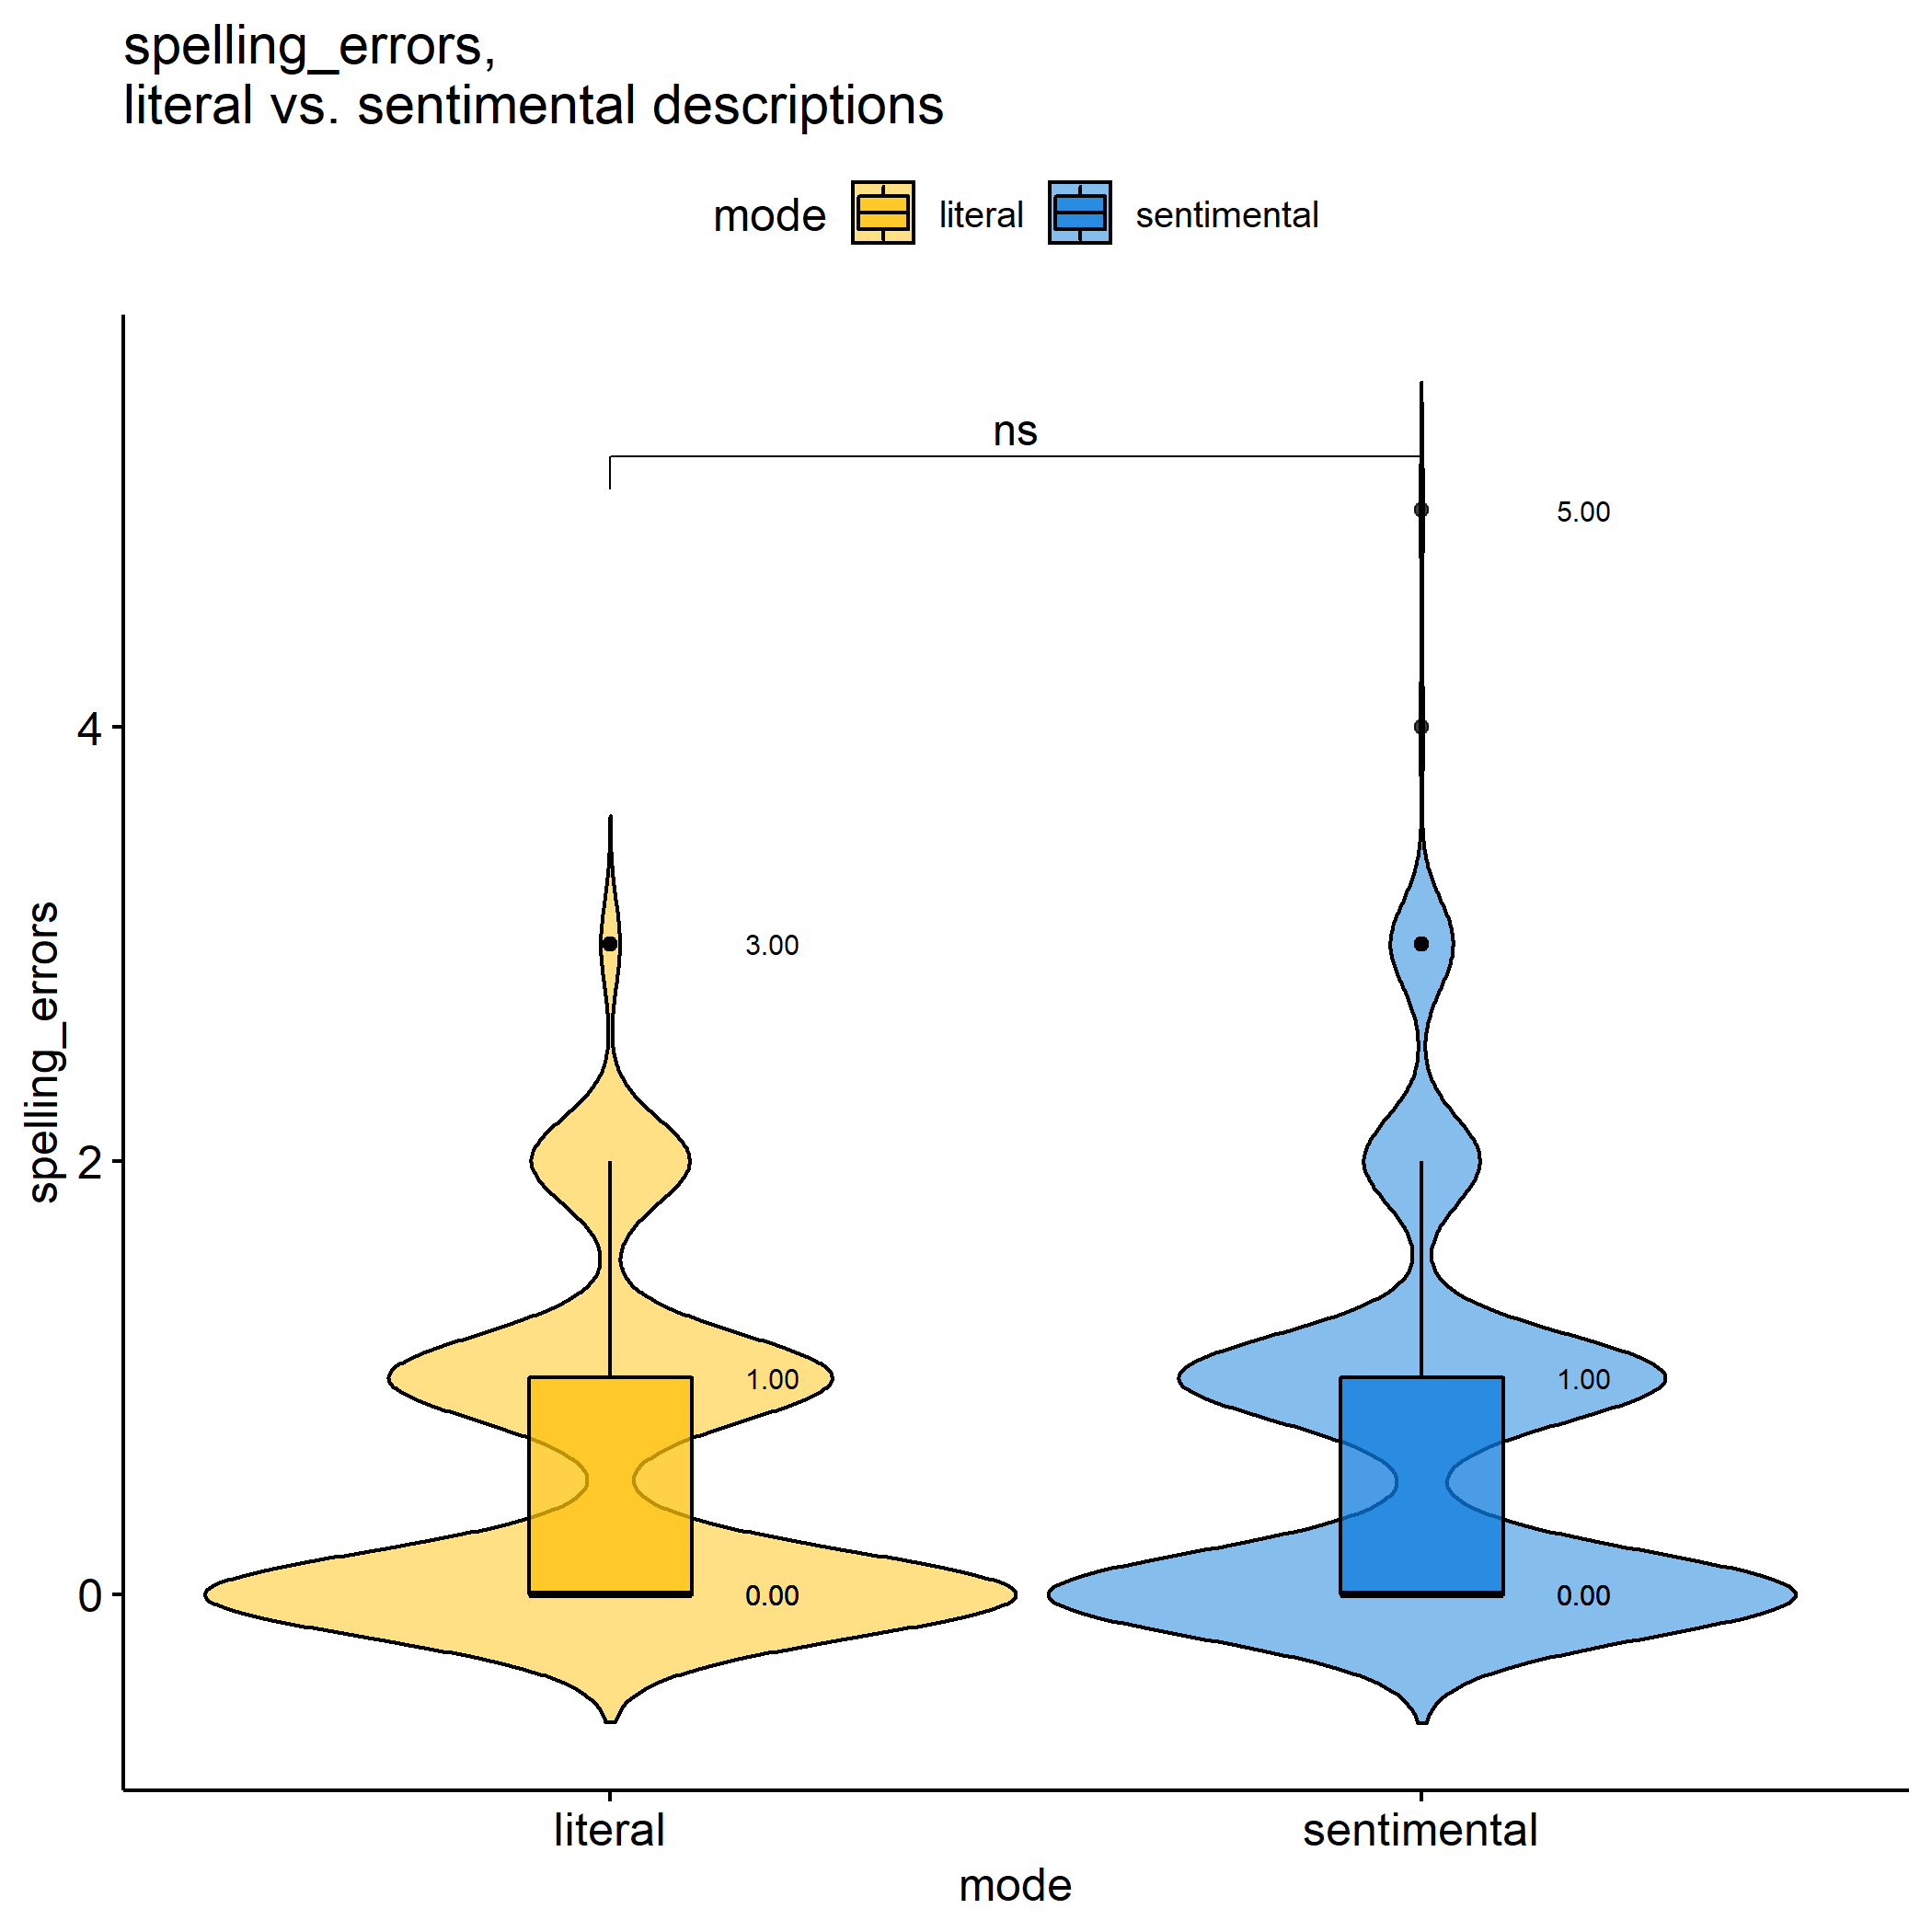 spelling_errors,
literal vs. sentimental descriptions
mode literal sentimental
ns
5.00
4
3.00
spelling_errors
2
1.00 1.00
0 0.00 0.00
literal sentimental
mode